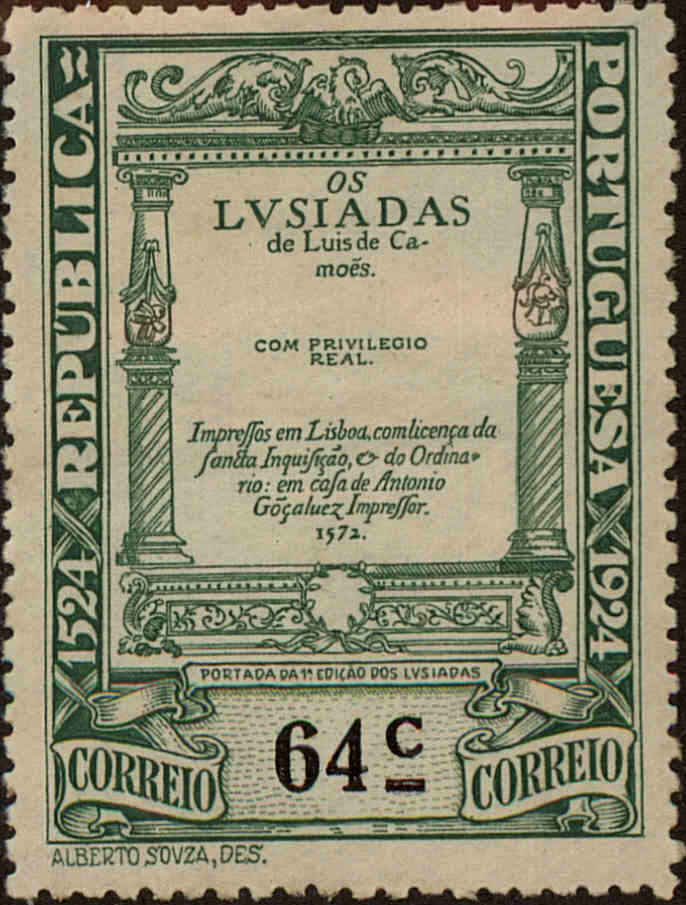 REPÚBLICA
PORTUGUESA
1524
1924
OS
LVSIADAS
de Luis de Ca-
moẽs.
COM PRIVILEGIO
REAL.
Impreſſos em Lisboa, com licença da
ſancta Inquiſição, & do Ordina-
rio: em caſa de Antonio
Gõçaluez Impreſſor.
1572.
PORTADA DA 1ª EDIÇÃO DOS LVSIADAS
CORREIO
64c
CORREIO
ALBERTO SOVZA, DES.